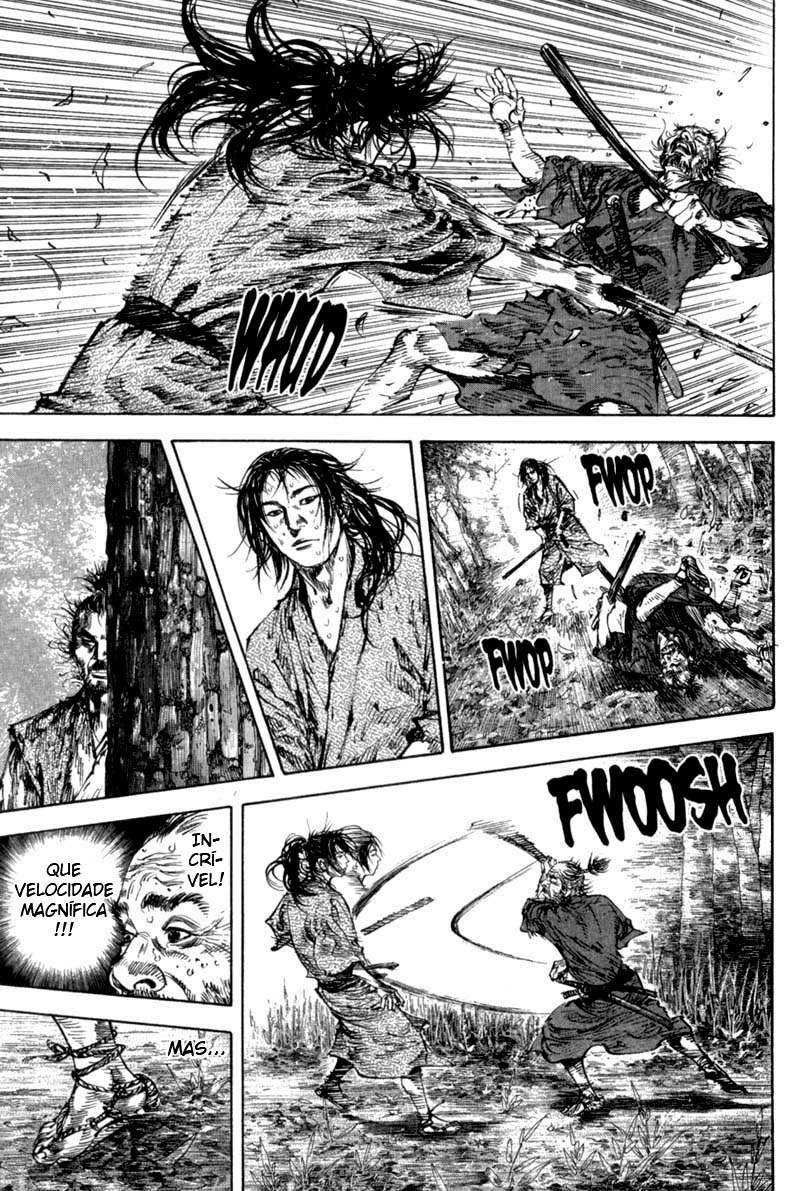 WHUD
FWOP
FWOP
FWOOSH
IN-
CRÍ-
VEL!
QUE
VELOCIDADE
MAGNÍFICA
!!!
MAS...